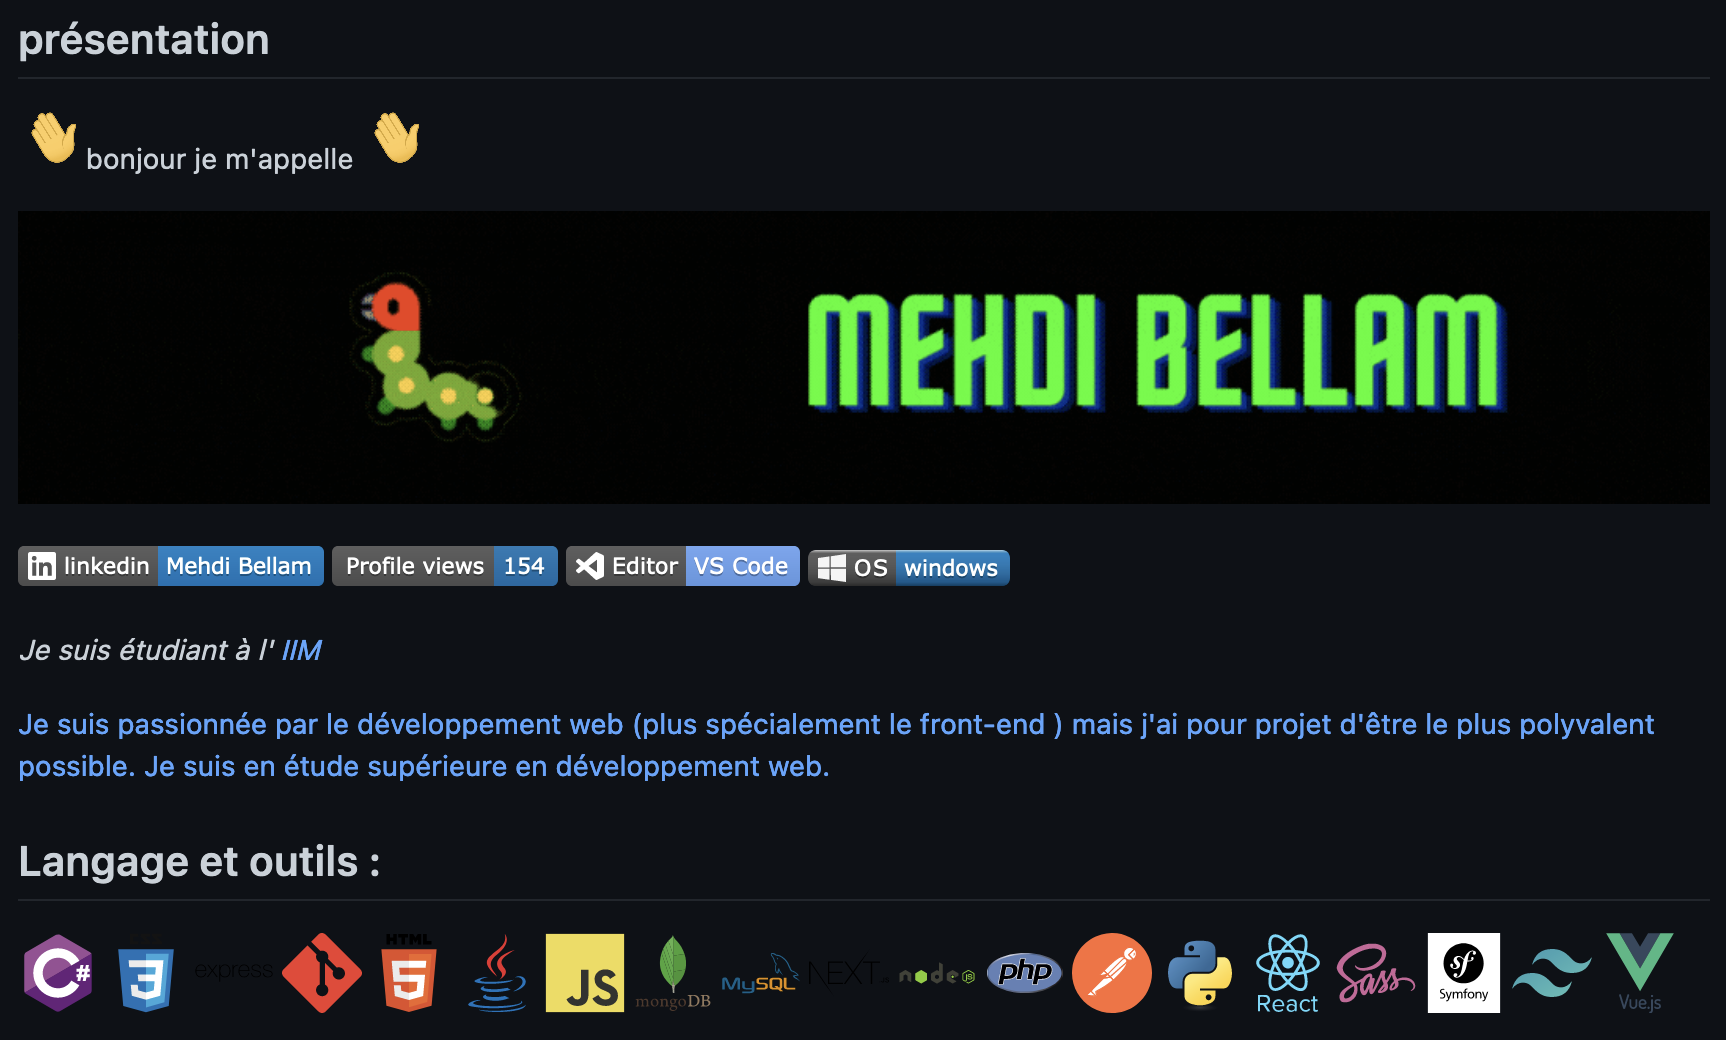 présentation
bonjour je m'appelle
MEHDI BELLAM
linkedin Mehdi Bellam Profile views 154 Editor VS Code OS windows
Je suis étudiant à l' IIM
Je suis passionnée par le développement web (plus spécialement le front-end ) mais j'ai pour projet d'être le plus polyvalent
possible. Je suis en étude supérieure en développement web.
Langage et outils :
C# 3 express HTML 5 JS mongoDB MySQL NEXT.js node JS php React Sass sf Symfony Vue.js